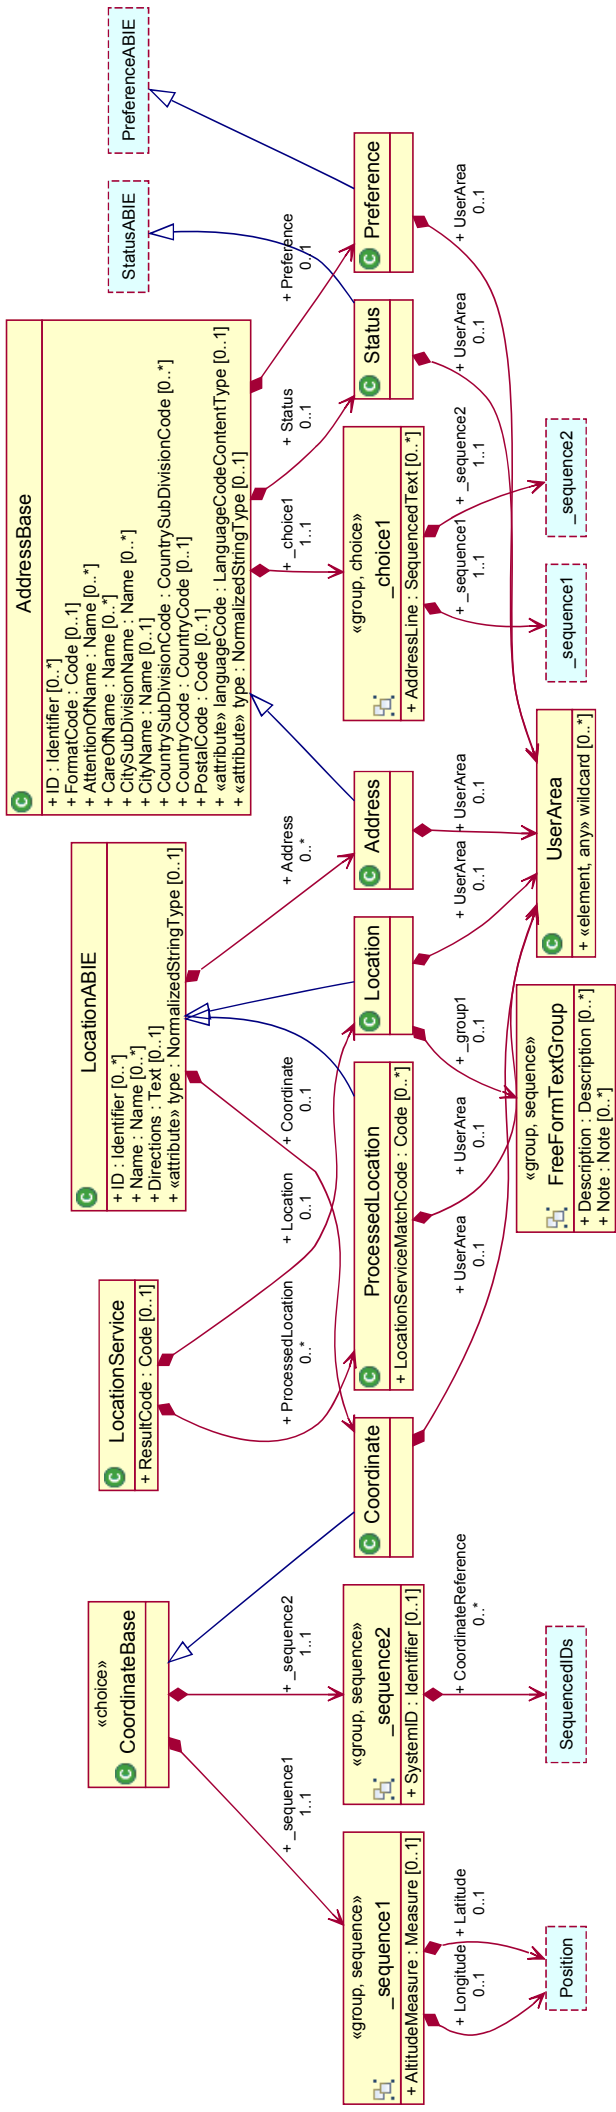 «choice»
CoordinateBase
LocationService
+ ResultCode : Code [0..1]
LocationABIE
+ ID : Identifier [0..*]
+ Name : Name [0..*]
+ Directions : Text [0..1]
+ «attribute» type : NormalizedStringType [0..1]
AddressBase
+ ID : Identifier [0..*]
+ FormatCode : Code [0..1]
+ AttentionOfName : Name [0..*]
+ CareOfName : Name [0..*]
+ CitySubDivisionName : Name [0..*]
+ CityName : Name [0..1]
+ CountrySubDivisionCode : CountrySubDivisionCode [0..*]
+ CountryCode : CountryCode [0..1]
+ PostalCode : Code [0..1]
+ «attribute» languageCode : LanguageCodeContentType [0..1]
+ «attribute» type : NormalizedStringType [0..1]
StatusABIE
PreferenceABIE
+ _sequence1
1..1
+ _sequence2
1..1
+ ProcessedLocation
0..*
+ Location
0..1
+ Coordinate
0..1
+ Address
0..*
+ _choice1
1..1
+ Status
0..1
+ Preference
0..1
«group, sequence»
_sequence1
+ AltitudeMeasure : Measure [0..1]
«group, sequence»
_sequence2
+ SystemID : Identifier [0..1]
Coordinate
ProcessedLocation
+ LocationServiceMatchCode : Code [0..*]
Location
Address
«group, choice»
_choice1
+ AddressLine : SequencedText [0..*]
Status
Preference
+ Longitude
0..1
+ Latitude
0..1
+ CoordinateReference
0..*
+ UserArea
0..1
+ UserArea
0..1
+ _group1
0..1
+ UserArea
0..1
+ UserArea
0..1
+ _sequence1
1..1
+ _sequence2
1..1
+ UserArea
0..1
+ UserArea
0..1
Position
SequencedIDs
«group, sequence»
FreeFormTextGroup
+ Description : Description [0..*]
+ Note : Note [0..*]
UserArea
+ «element, any» wildcard [0..*]
_sequence1
_sequence2